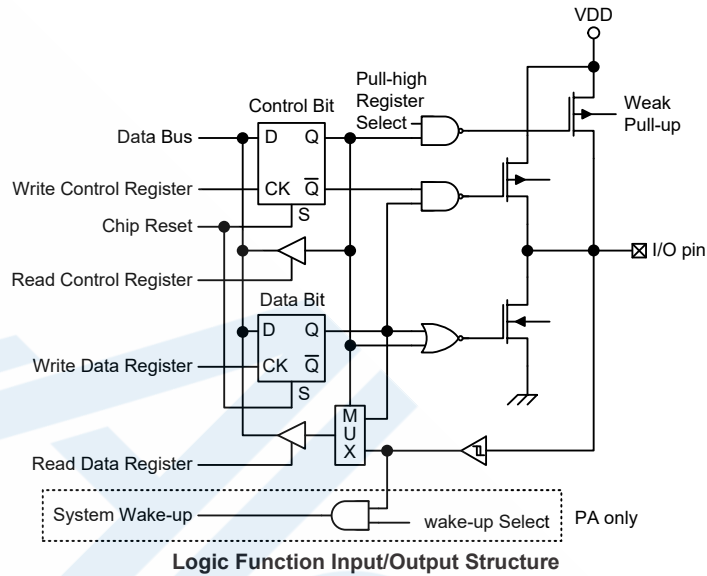 VDD
Pull-high
Register
Select
Weak
Pull-up
Control Bit
Data Bus
D
Q
Write Control Register
CK
Q
S
Chip Reset
I/O pin
Read Control Register
Data Bit
D
Q
Write Data Register
CK
Q
S
M
U
X
Read Data Register
System Wake-up
wake-up Select
PA only
Logic Function Input/Output Structure